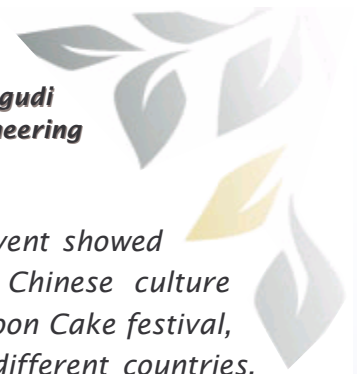 gudi
neering
vent showed
Chinese culture
oon Cake festival,
different countries.